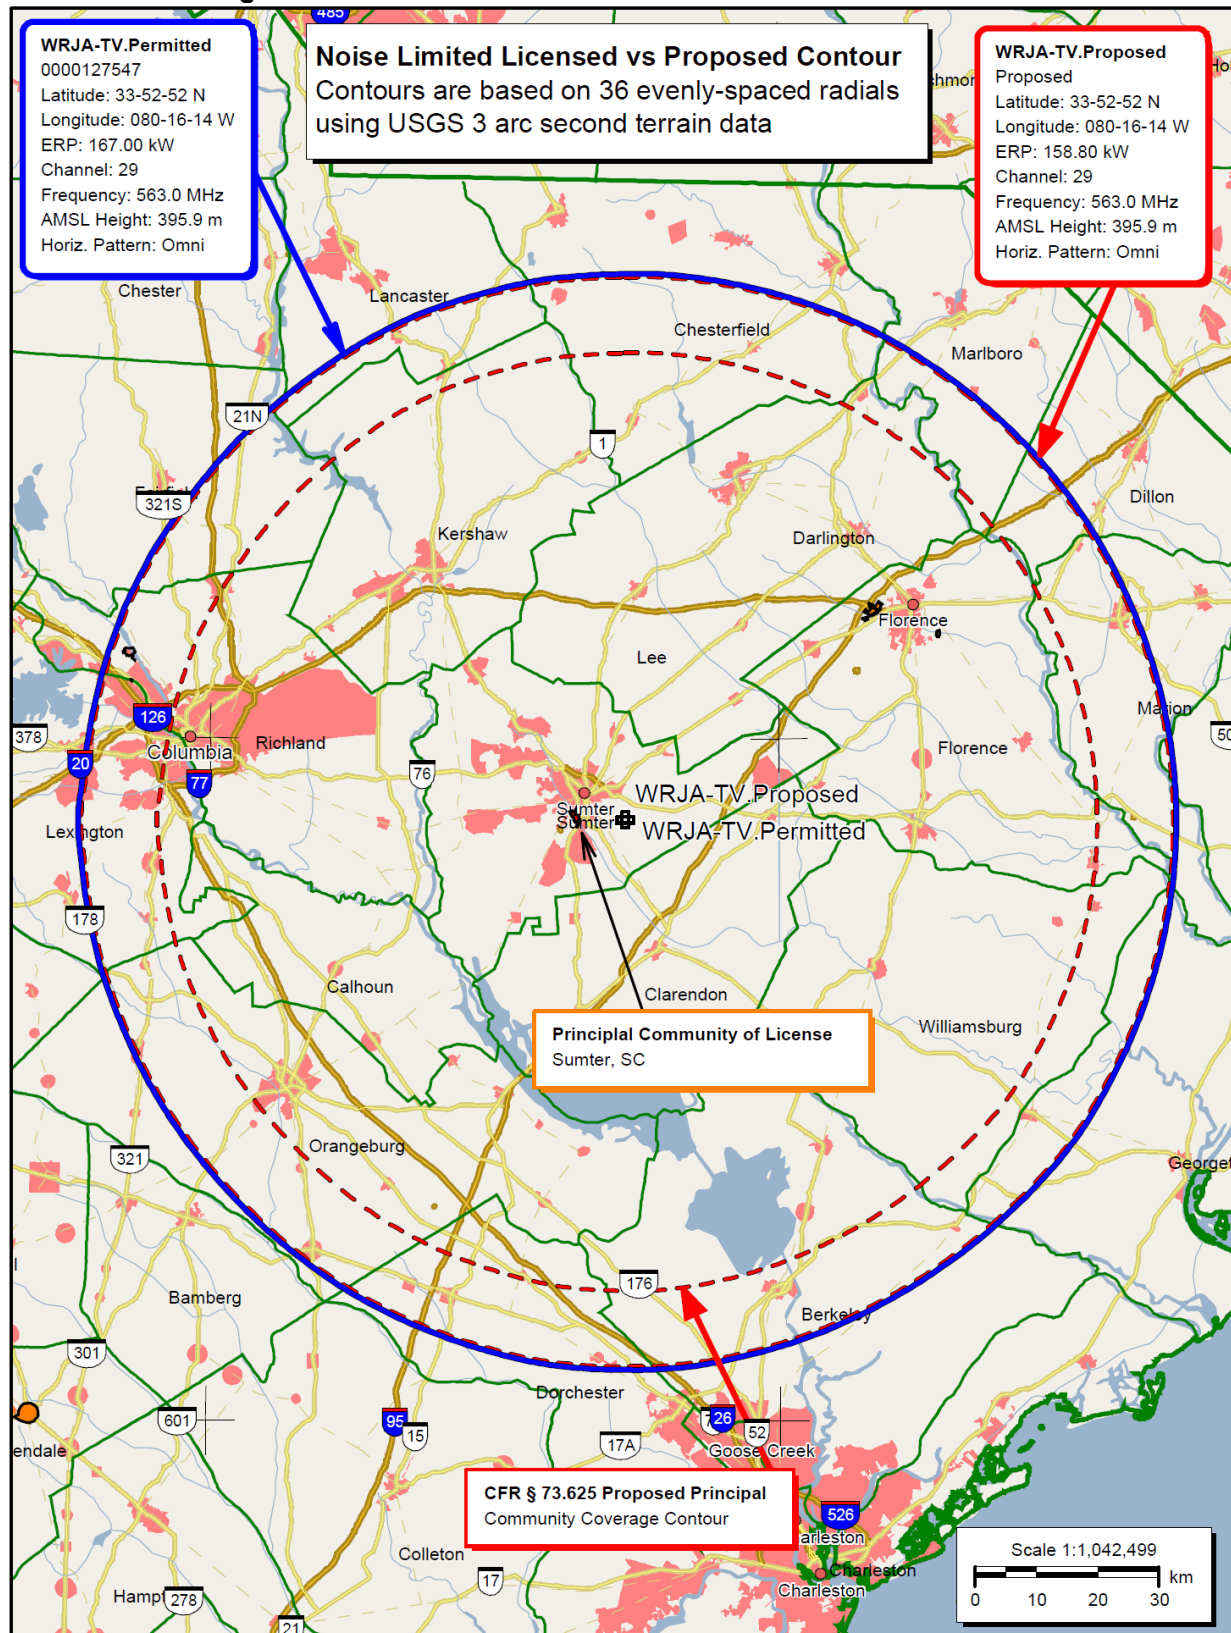 485
WRJA-TV.Permitted
0000127547
Latitude: 33-52-52 N
Longitude: 080-16-14 W
ERP: 167.00 kW
Channel: 29
Frequency: 563.0 MHz
AMSL Height: 395.9 m
Horiz. Pattern: Omni
Noise Limited Licensed vs Proposed Contour
Contours are based on 36 evenly-spaced radials
using USGS 3 arc second terrain data
WRJA-TV.Proposed
Proposed
Latitude: 33-52-52 N
Longitude: 080-16-14 W
ERP: 158.80 kW
Channel: 29
Frequency: 563.0 MHz
AMSL Height: 395.9 m
Horiz. Pattern: Omni
Chester
Lancaster
Chesterfield
Marlboro
21N
1
321S
Dillon
Kershaw
Darlington
Florence
Lee
126
Marion
378
50
Columbia
Richland
Florence
20
77
76
WRJA-TV.Proposed
Sumter
Sumter
WRJA-TV.Permitted
Lexington
178
Calhoun
Clarendon
Williamsburg
Principlal Community of License
Sumter, SC
Orangeburg
321
Georget
176
Bamberg
Berkeley
301
Dorchester
601
95
15
26
52
17A
endale
Goose Creek
CFR § 73.625 Proposed Principal
Community Coverage Contour
526
arleston
Colleton
17
Charleston
Charleston
Hampt
278
21
Scale 1:1,042,499
km
0 10 20 30